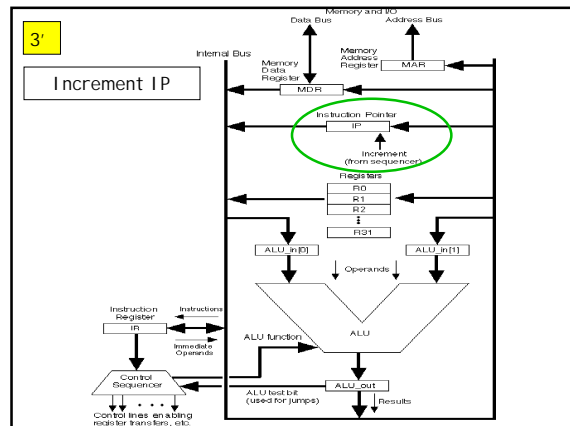 3′
Increment IP
Memory and I/O
Data Bus
Address Bus
Internal Bus
Memory
Data
Register
Memory
Address
Register
MAR
MDR
Instruction Pointer
IP
Increment
(from sequencer)
Registers
R0
R1
R2
R31
ALU_in[0]
ALU_in[1]
Operands
Instruction
Register
Instructions
IR
Immediate
Operands
ALU function
ALU
Control
Sequencer
ALU test bit
(used for jumps)
ALU_out
Results
Control lines enabling
register transfers, etc.